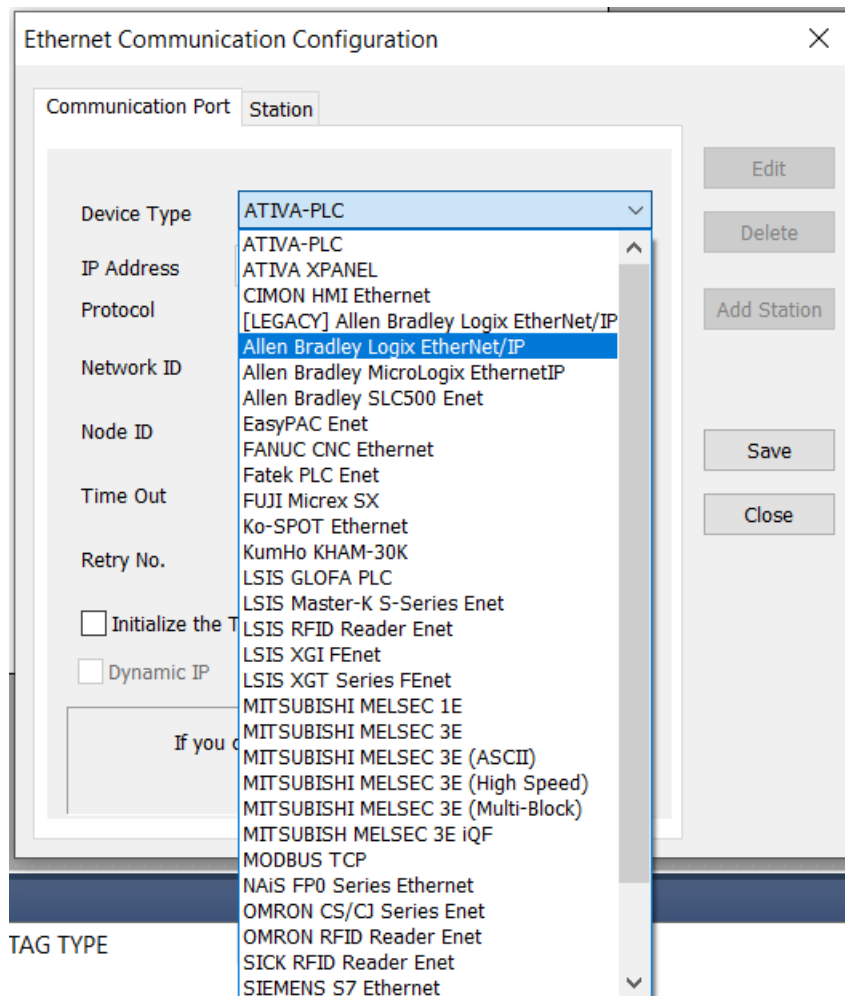 Ethernet Communication Configuration
Communication Port
Station
Edit
Device Type
ATIVA-PLC
Delete
ATIVA-PLC
IP Address
ATIVA XPANEL
CIMON HMI Ethernet
Protocol
Add Station
[LEGACY] Allen Bradley Logix EtherNet/IP
Allen Bradley Logix EtherNet/IP
Network ID
Allen Bradley MicroLogix EthernetIP
Allen Bradley SLC500 Enet
EasyPAC Enet
Node ID
FANUC CNC Ethernet
Save
Fatek PLC Enet
Time Out
FUJI Micrex SX
Close
Ko-SPOT Ethernet
Retry No.
KumHo KHAM-30K
LSIS GLOFA PLC
LSIS Master-K S-Series Enet
Initialize the T
LSIS RFID Reader Enet
LSIS XGI FEnet
Dynamic IP
LSIS XGT Series FEnet
MITSUBISHI MELSEC 1E
MITSUBISHI MELSEC 3E
If you
MITSUBISHI MELSEC 3E (ASCII)
MITSUBISHI MELSEC 3E (High Speed)
MITSUBISHI MELSEC 3E (Multi-Block)
MITSUBISH MELSEC 3E iQF
MODBUS TCP
NAiS FP0 Series Ethernet
OMRON CS/CJ Series Enet
OMRON RFID Reader Enet
TAG TYPE
SICK RFID Reader Enet
SIEMENS S7 Ethernet